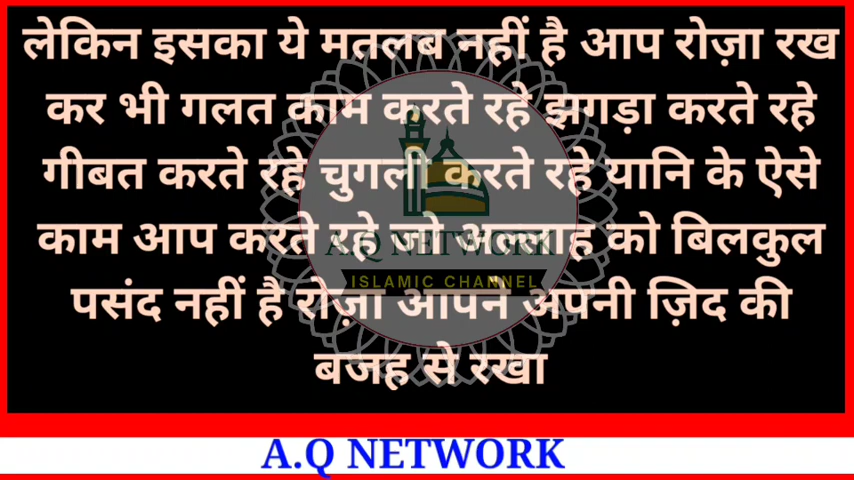 लेकिन इसका ये मतलब नहीं है आप रोज़ा रख
कर भी गलत काम करते रहे झगड़ा करते रहे
गीबत करते रहे चुगली करते रहे यानि के ऐसे
काम आप करते रहे जो अल्लाह को बिलकुल
पसंद नहीं है रोज़ा आपने अपनी ज़िद की
बजह से रखा
A.Q NETWORK
ISLAMIC CHANNEL
A.Q NETWORK